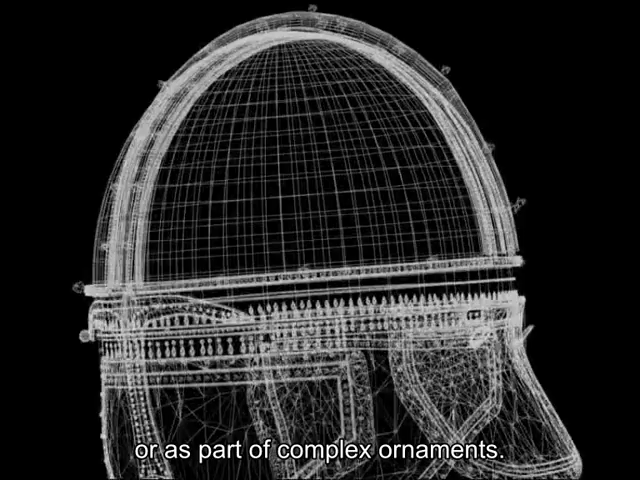 or as part of complex ornaments.